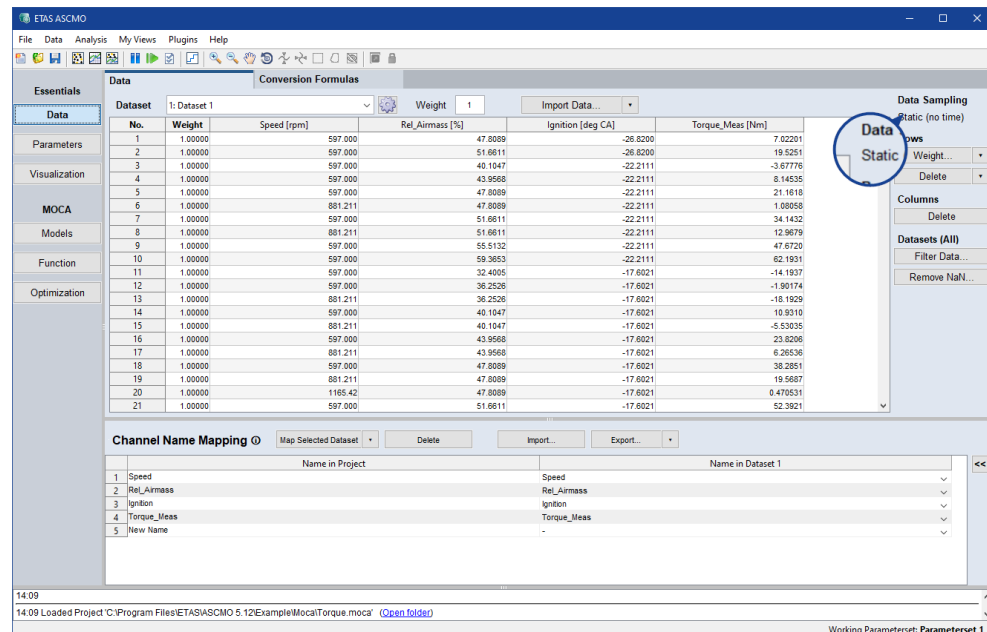 ETAS ASCMO
File Data Analysis My Views Plugins Help
Essentials
Data
Parameters
Visualization
MOCA
Models
Function
Optimization
Data Conversion Formulas
Dataset 1: Dataset 1 Weight 1 Import Data...
No. Weight Speed [rpm] Rel_Airmass [%] Ignition [deg CA] Torque_Meas [Nm]
1 1.00000 597.000 47.8089 -26.8200 7.02201
2 1.00000 597.000 51.6611 -26.8200 19.5251
3 1.00000 597.000 40.1047 -22.2111 -3.67776
4 1.00000 597.000 43.9568 -22.2111 8.14535
5 1.00000 597.000 47.8089 -22.2111 21.1618
6 1.00000 881.211 47.8089 -22.2111 1.08058
7 1.00000 597.000 51.6611 -22.2111 34.1432
8 1.00000 881.211 51.6611 -22.2111 12.9679
9 1.00000 597.000 55.5132 -22.2111 47.6720
10 1.00000 597.000 59.3653 -22.2111 62.1931
11 1.00000 597.000 32.4005 -17.6021 -14.1937
12 1.00000 597.000 36.2526 -17.6021 -1.90174
13 1.00000 881.211 36.2526 -17.6021 -18.1929
14 1.00000 597.000 40.1047 -17.6021 10.9310
15 1.00000 881.211 40.1047 -17.6021 -5.53035
16 1.00000 597.000 43.9568 -17.6021 23.8206
17 1.00000 881.211 43.9568 -17.6021 6.26536
18 1.00000 597.000 47.8089 -17.6021 38.2851
19 1.00000 881.211 47.8089 -17.6021 19.5687
20 1.00000 1165.42 47.8089 -17.6021 0.470531
21 1.00000 597.000 51.6611 -17.6021 52.3921
Data Sampling
Static (no time)
Data
Static
Weight...
Delete
Columns
Delete
Datasets (All)
Filter Data...
Remove NaN...
Channel Name Mapping Map Selected Dataset Delete Import... Export...
Name in Project Name in Dataset 1
<<
1 Speed Speed
2 Rel_Airmass Rel_Airmass
3 Ignition Ignition
4 Torque_Meas Torque_Meas
5 New Name -
14:09
14:09 Loaded Project 'C:\Program Files\ETAS\ASCMO 5.12\Example\Moca\Torque.moca' (Open folder)
Working Parameterset: Parameterset 1